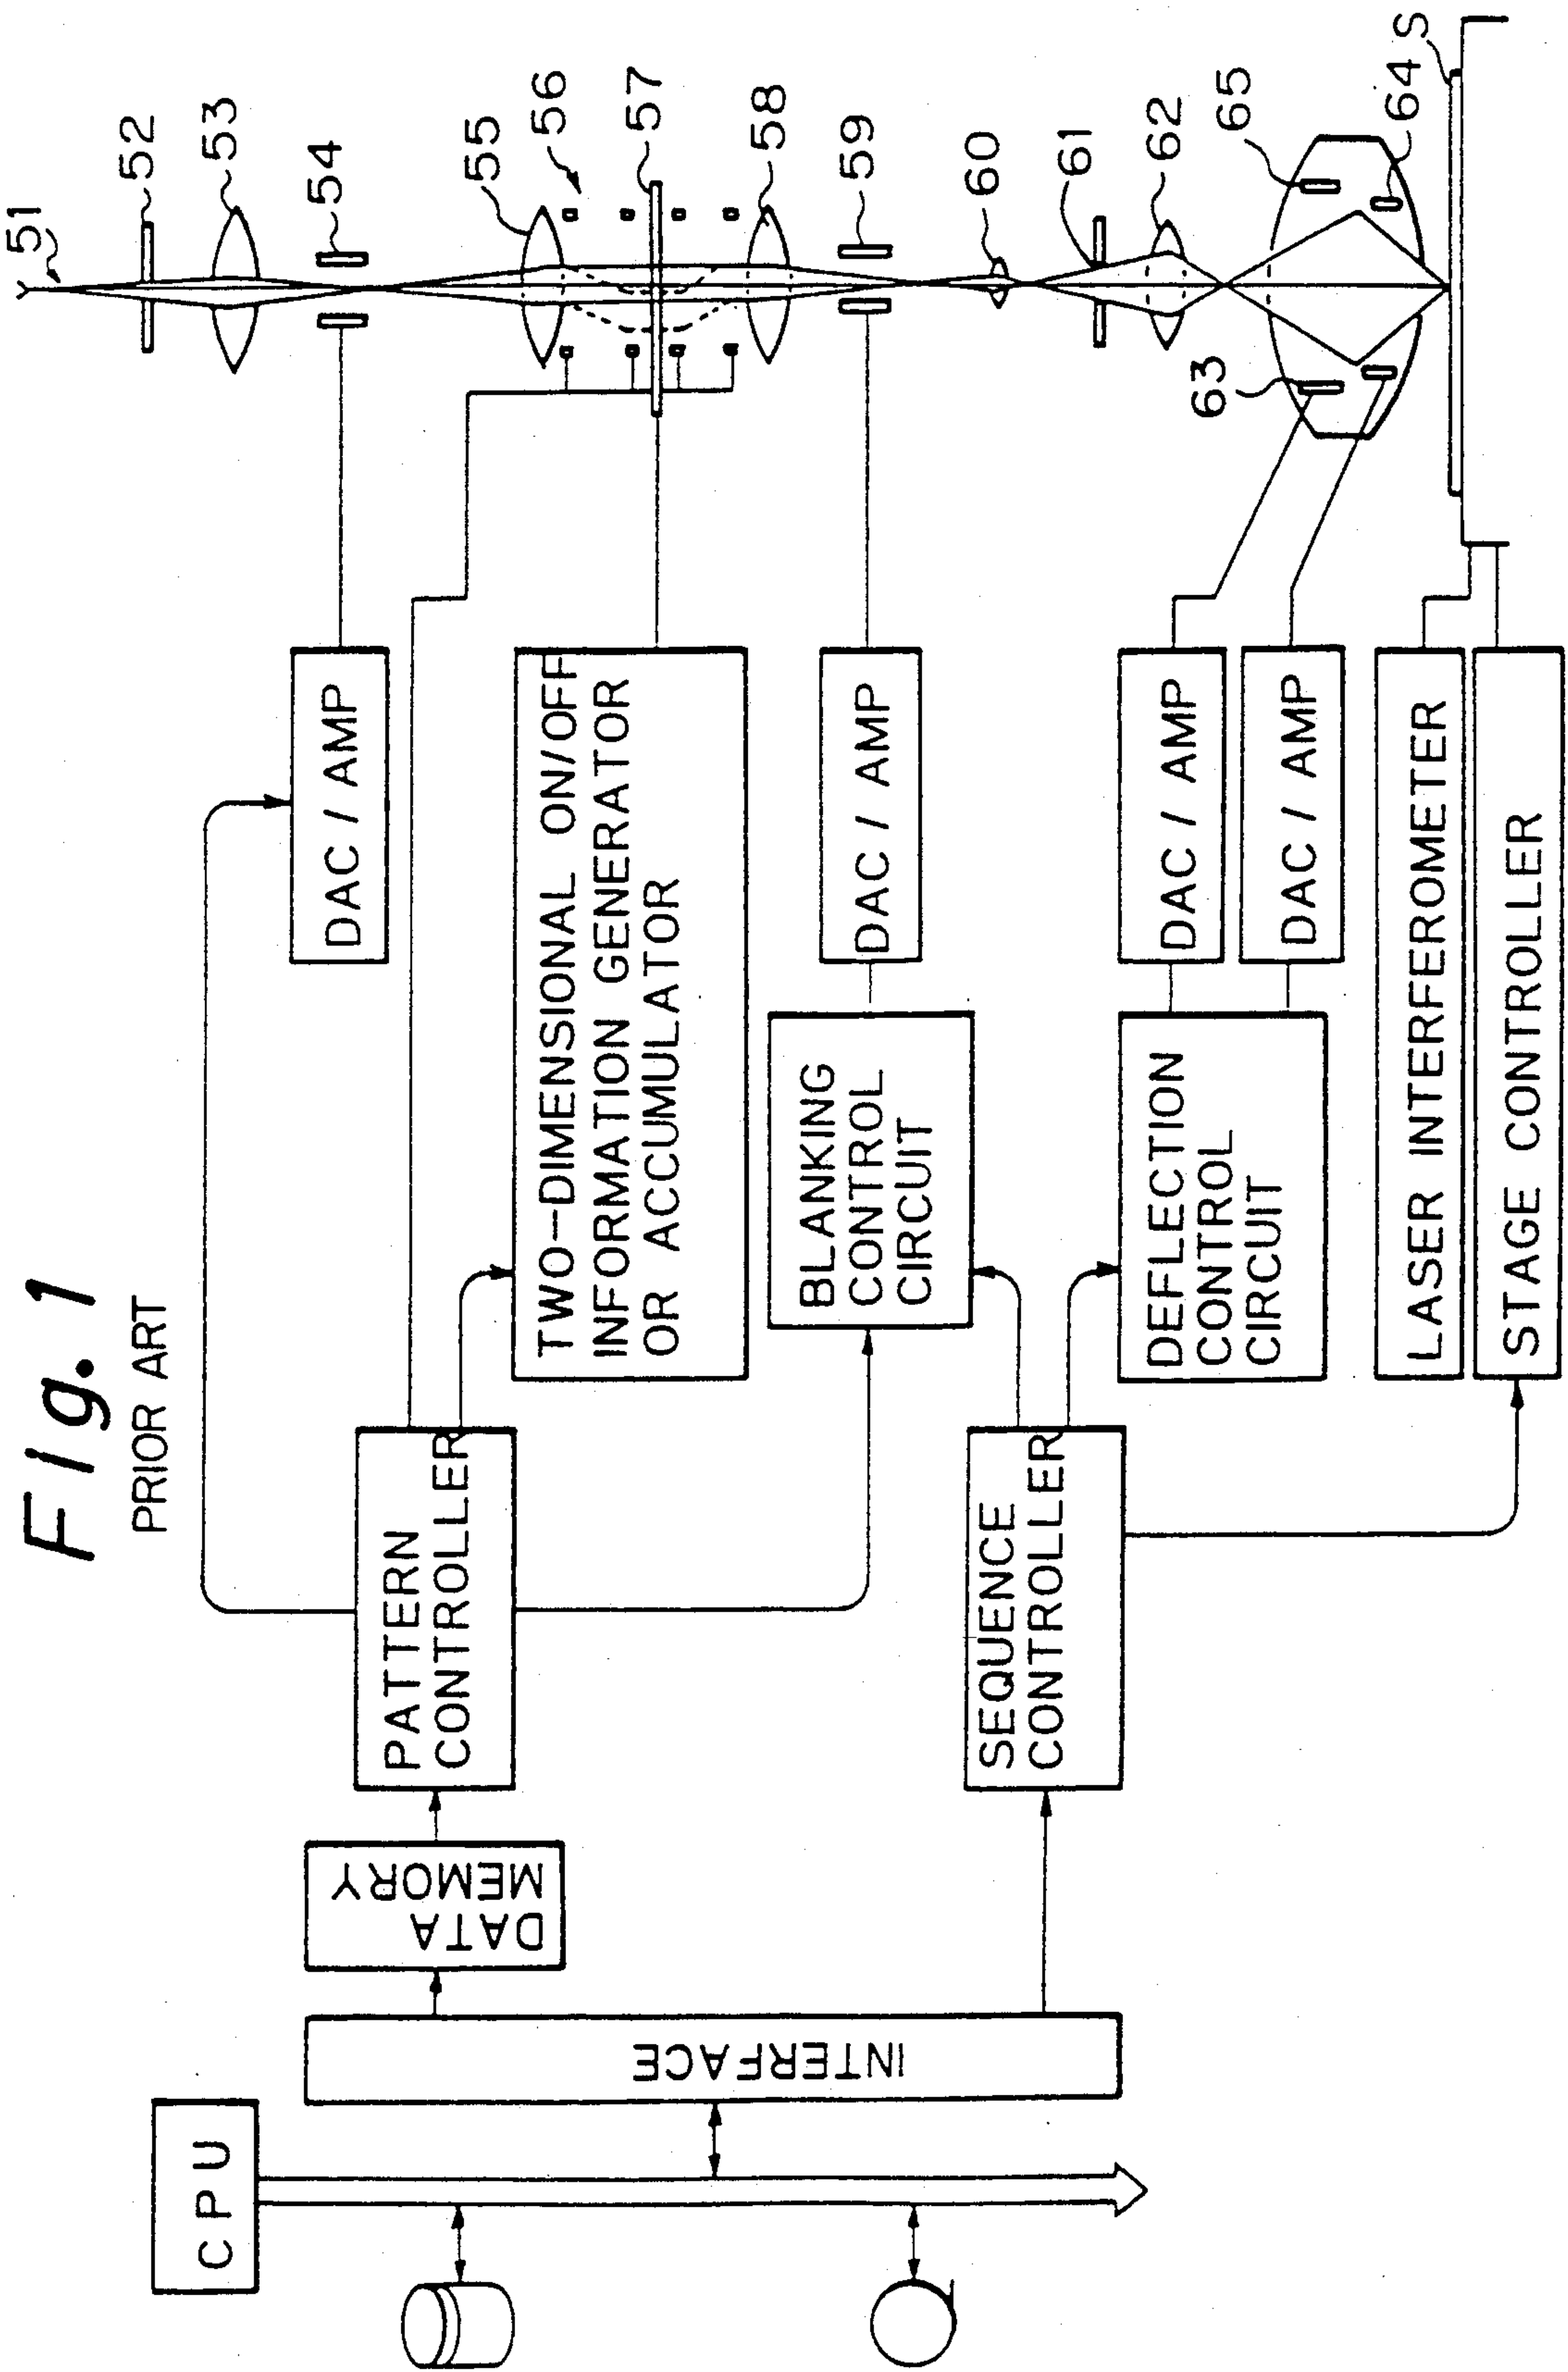 Fig. 1
PRIOR ART
CPU
INTERFACE
DATA
MEMORY
PATTERN
CONTROLLER
SEQUENCE
CONTROLLER
DAC / AMP
TWO-DIMENSIONAL ON/OFF
INFORMATION GENERATOR
OR ACCUMULATOR
BLANKING
CONTROL
CIRCUIT
DAC / AMP
DEFLECTION
CONTROL
CIRCUIT
DAC / AMP
DAC / AMP
LASER INTERFEROMETER
STAGE CONTROLLER
51
52
53
54
55
56
57
58
59
60
61
62
63
65
64
S